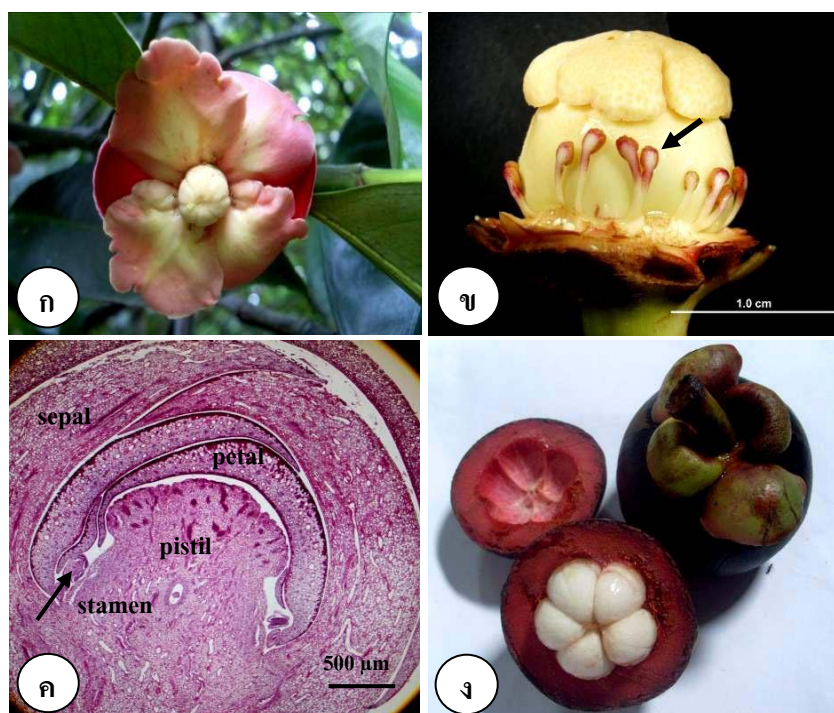 ก
ข
1.0 cm
sepal
petal
pistil
stamen
500 µm
ค
ง